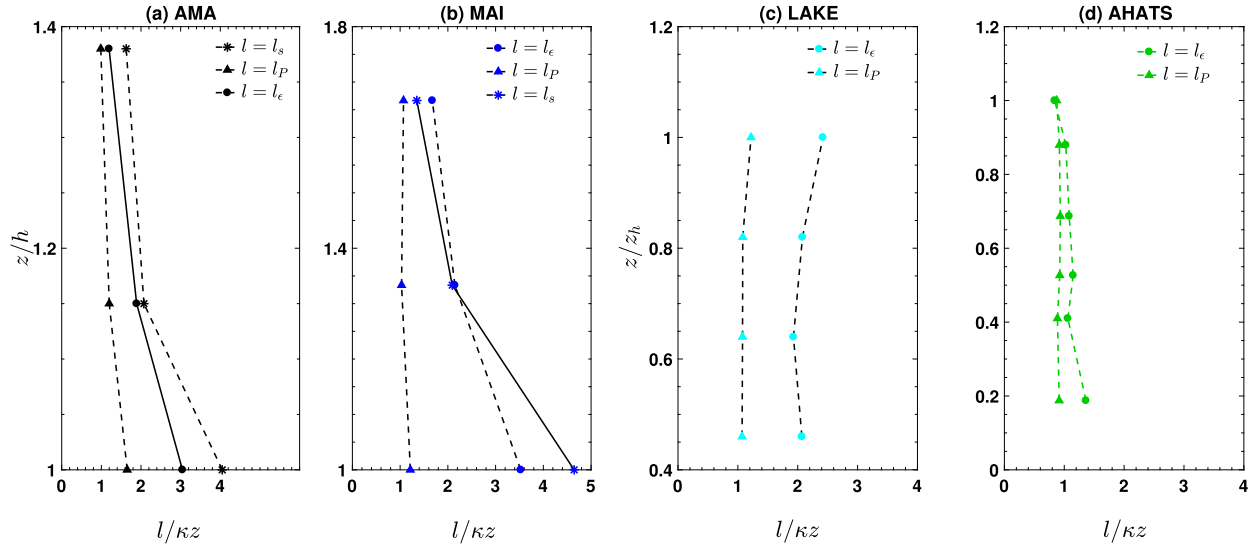 (a) AMA
1.4
1.2
1
z/h
l = l_s
l = l_P
l = l_ϵ
0 1 2 3 4
l/κz
(b) MAI
1.8
1.4
1
l = l_ϵ
l = l_P
l = l_s
0 1 2 3 4 5
l/κz
(c) LAKE
1.2
1
0.8
0.6
0.4
z/z_h
l = l_ϵ
l = l_P
0 1 2 3 4
l/κz
(d) AHATS
1.2
1
0.8
0.6
0.4
0.2
0
l = l_ϵ
l = l_P
0 1 2 3 4
l/κz